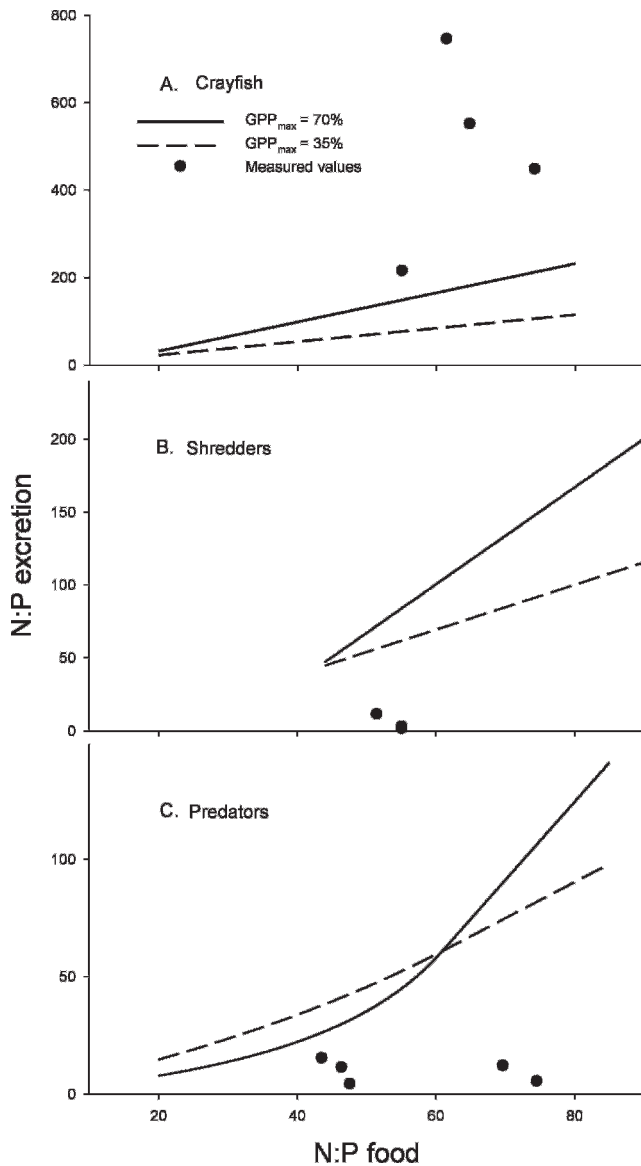 800
A. Crayfish
GPPmax = 70%
600
GPPmax = 35%
Measured values
400
200
0
200
B. Shredders
150
100
50
0
N:P excretion
C. Predators
100
50
0
20 40 60 80
N:P food